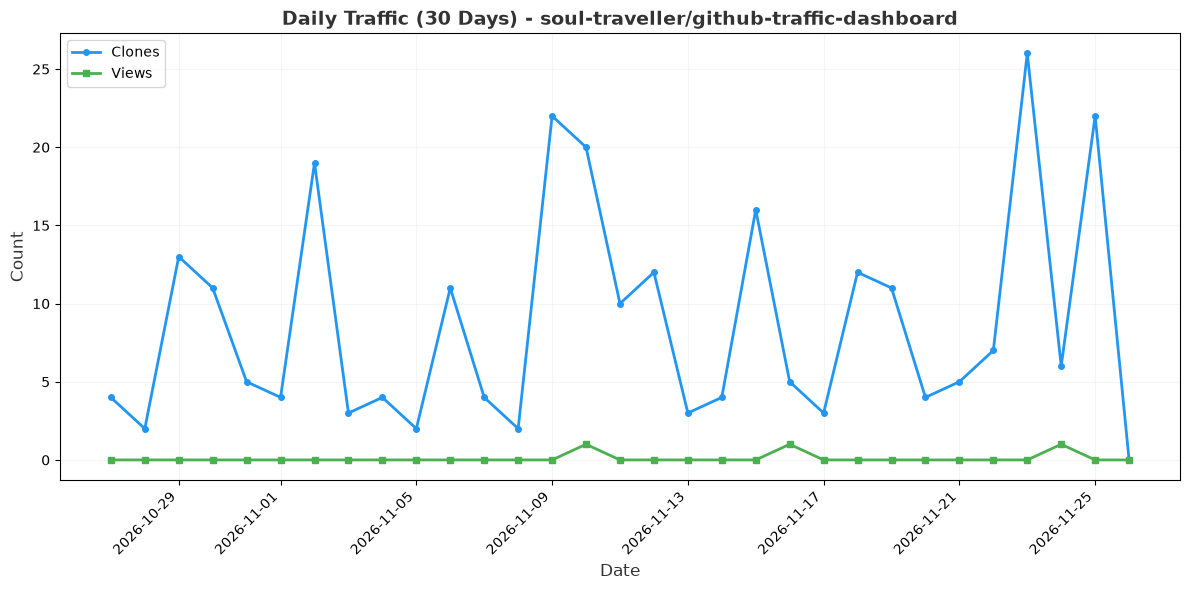 Daily Traffic (30 Days) - soul-traveller/github-traffic-dashboard
Clones
Views
Count
25
20
15
10
5
0
2026-10-29
2026-11-01
2026-11-05
2026-11-09
2026-11-13
2026-11-17
2026-11-21
2026-11-25
Date